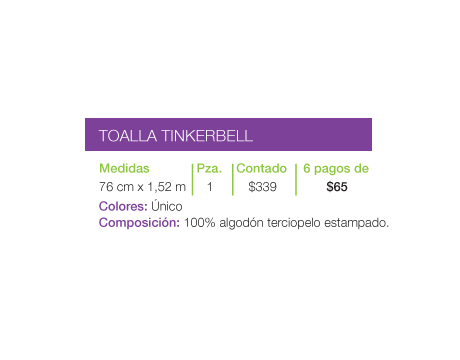 TOALLA TINKERBELL
Medidas Pza. Contado 6 pagos de
76 cm x 1,52 m 1 $339 $65
Colores: Único
Composición: 100% algodón terciopelo estampado.